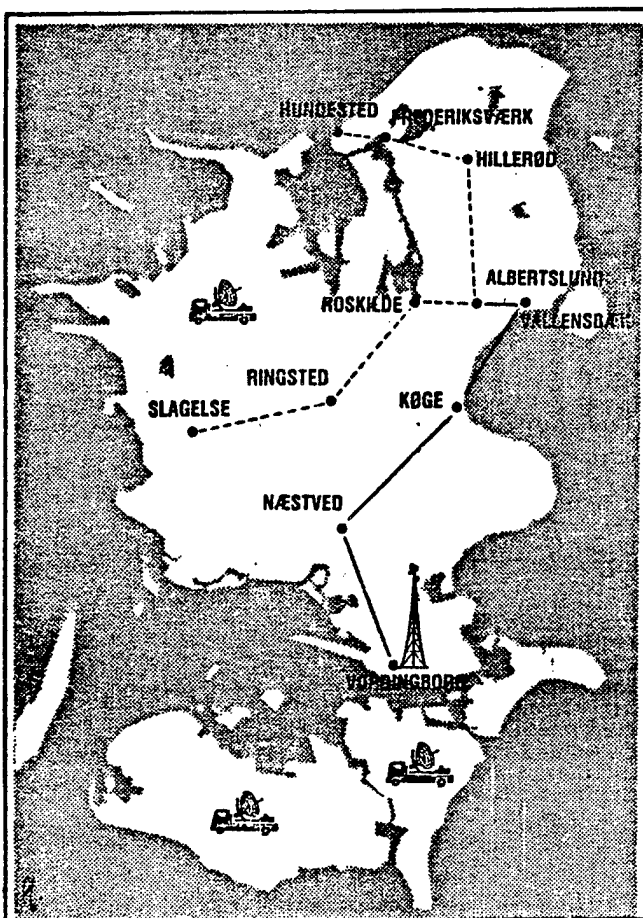 HUNDESTED
FREDERIKSVÆRK
HILLERØD
ALBERTSLUND
ROSKILDE
VALLENSBÆK
RINGSTED
SLAGELSE
KØGE
NÆSTVED
VORDINGBORG